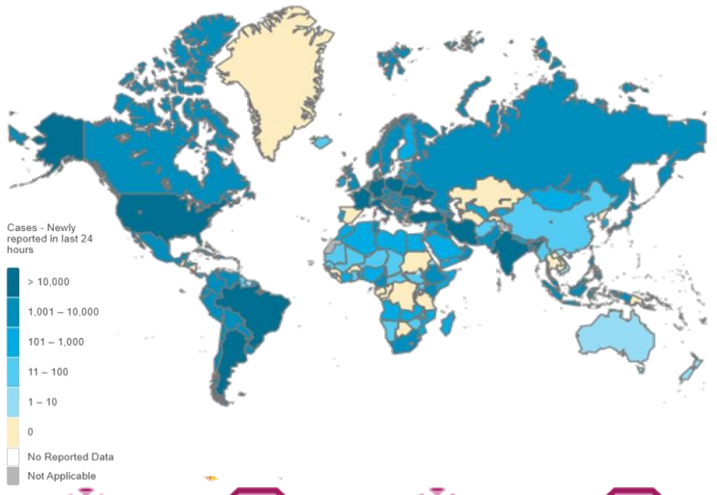 Cases - Newly
reported in last 24
hours
> 10,000
1,001 – 10,000
101 – 1,000
11 – 100
1 – 10
0
No Reported Data
Not Applicable